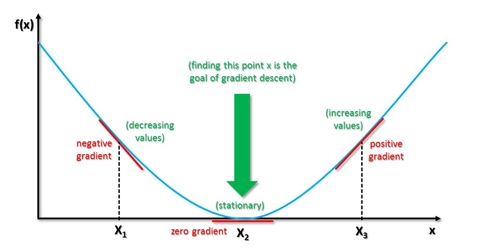 f(x)
(finding this point x is the
goal of gradient descent)
(decreasing
values)
(increasing
values)
negative
gradient
positive
gradient
(stationary)
zero gradient
X1
X2
X3
x